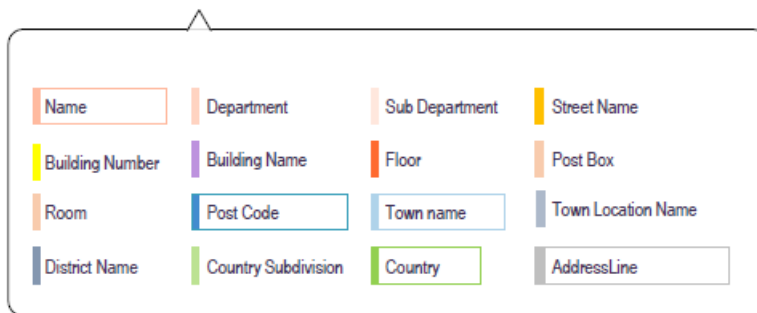 Name Department Sub Department Street Name
Building Number Building Name Floor Post Box
Room Post Code Town name Town Location Name
District Name Country Subdivision Country AddressLine